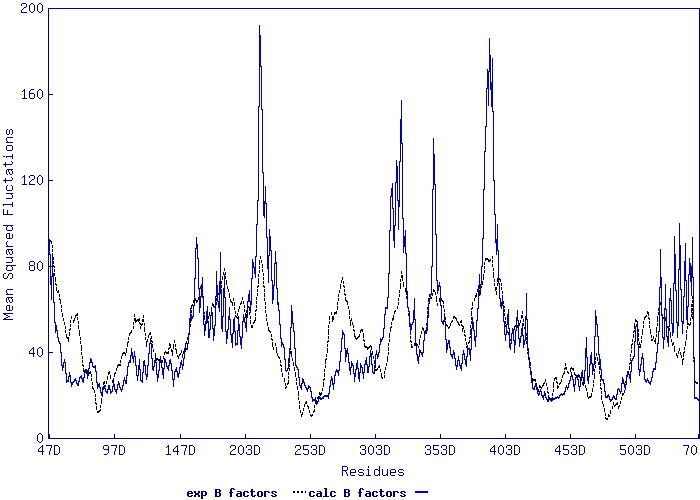 200
160
120
80
40
0
Mean Squared Fluctations
47D 97D 147D 203D 253D 303D 353D 403D 453D 503D 70
Residues
exp B factors calc B factors